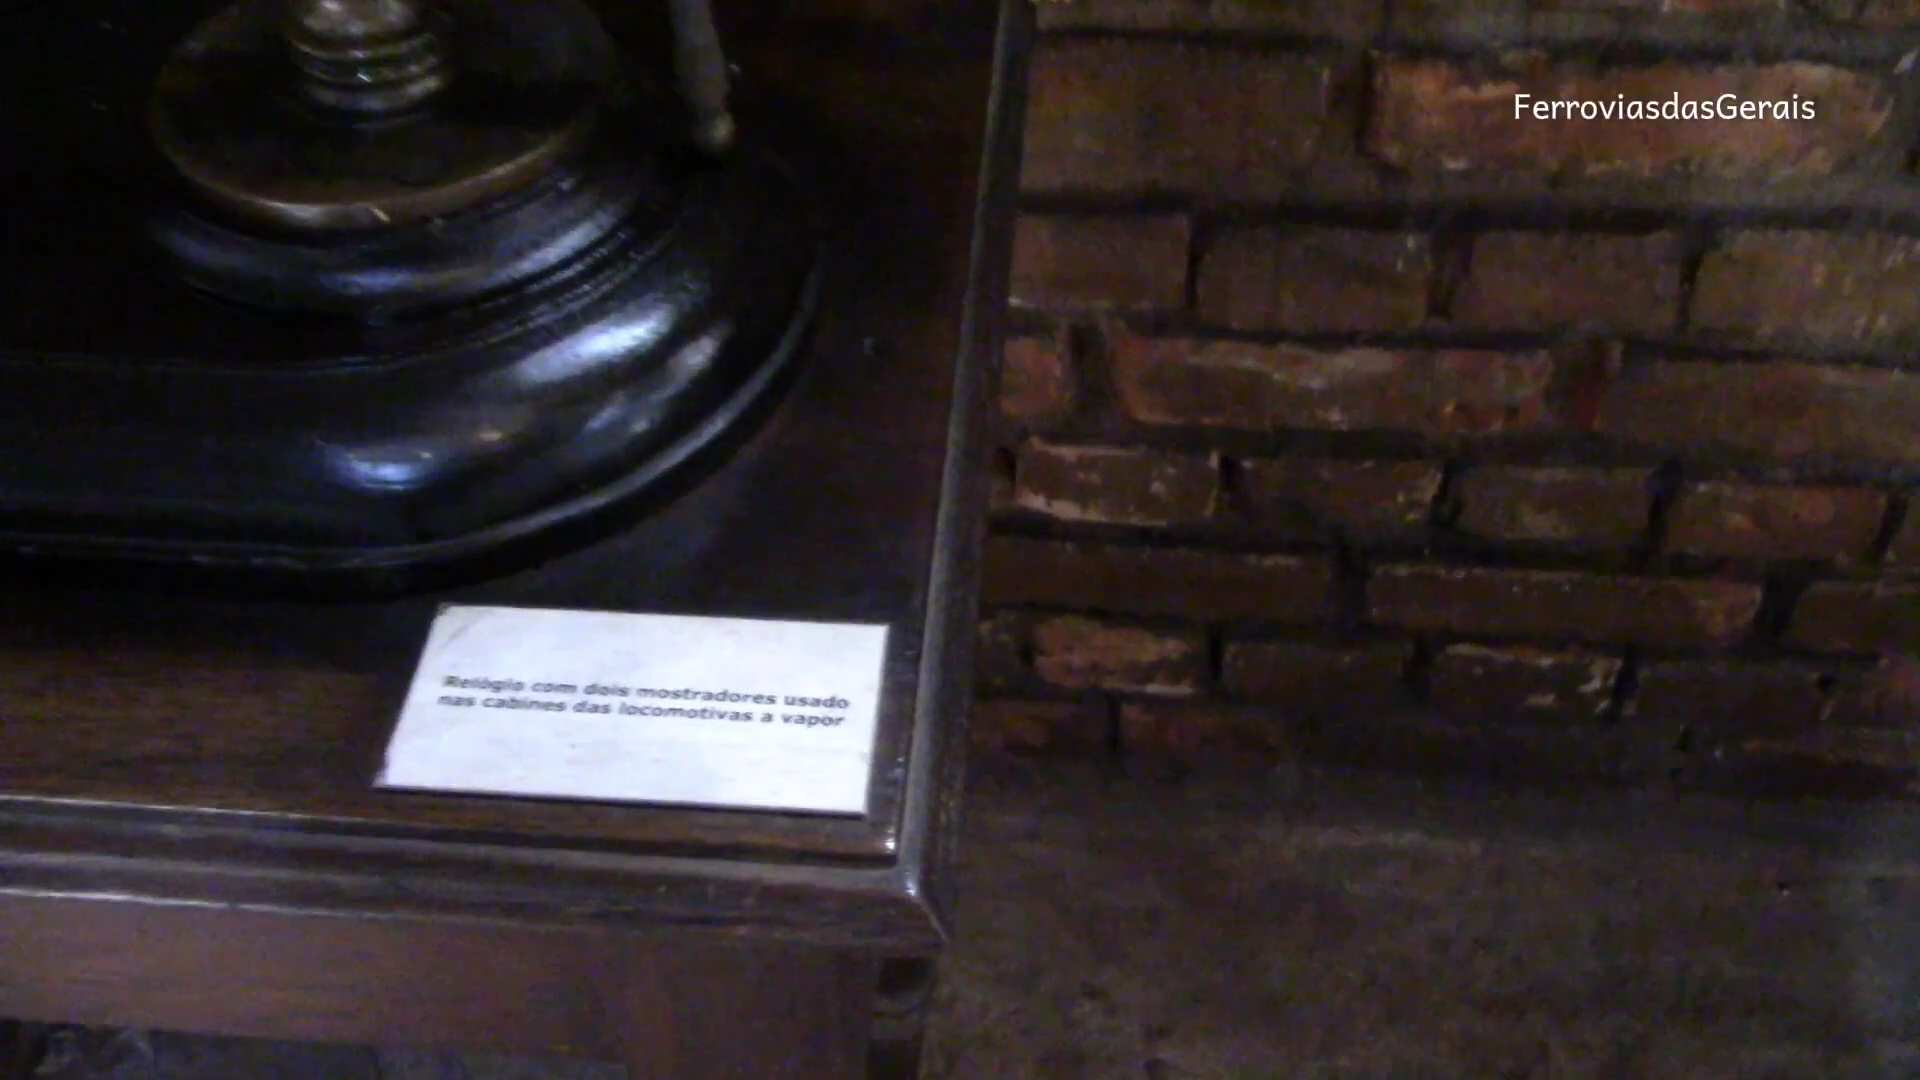 FerroviasdasGerais
Relógio com dois mostradores usado
nas cabines das locomotivas a vapor